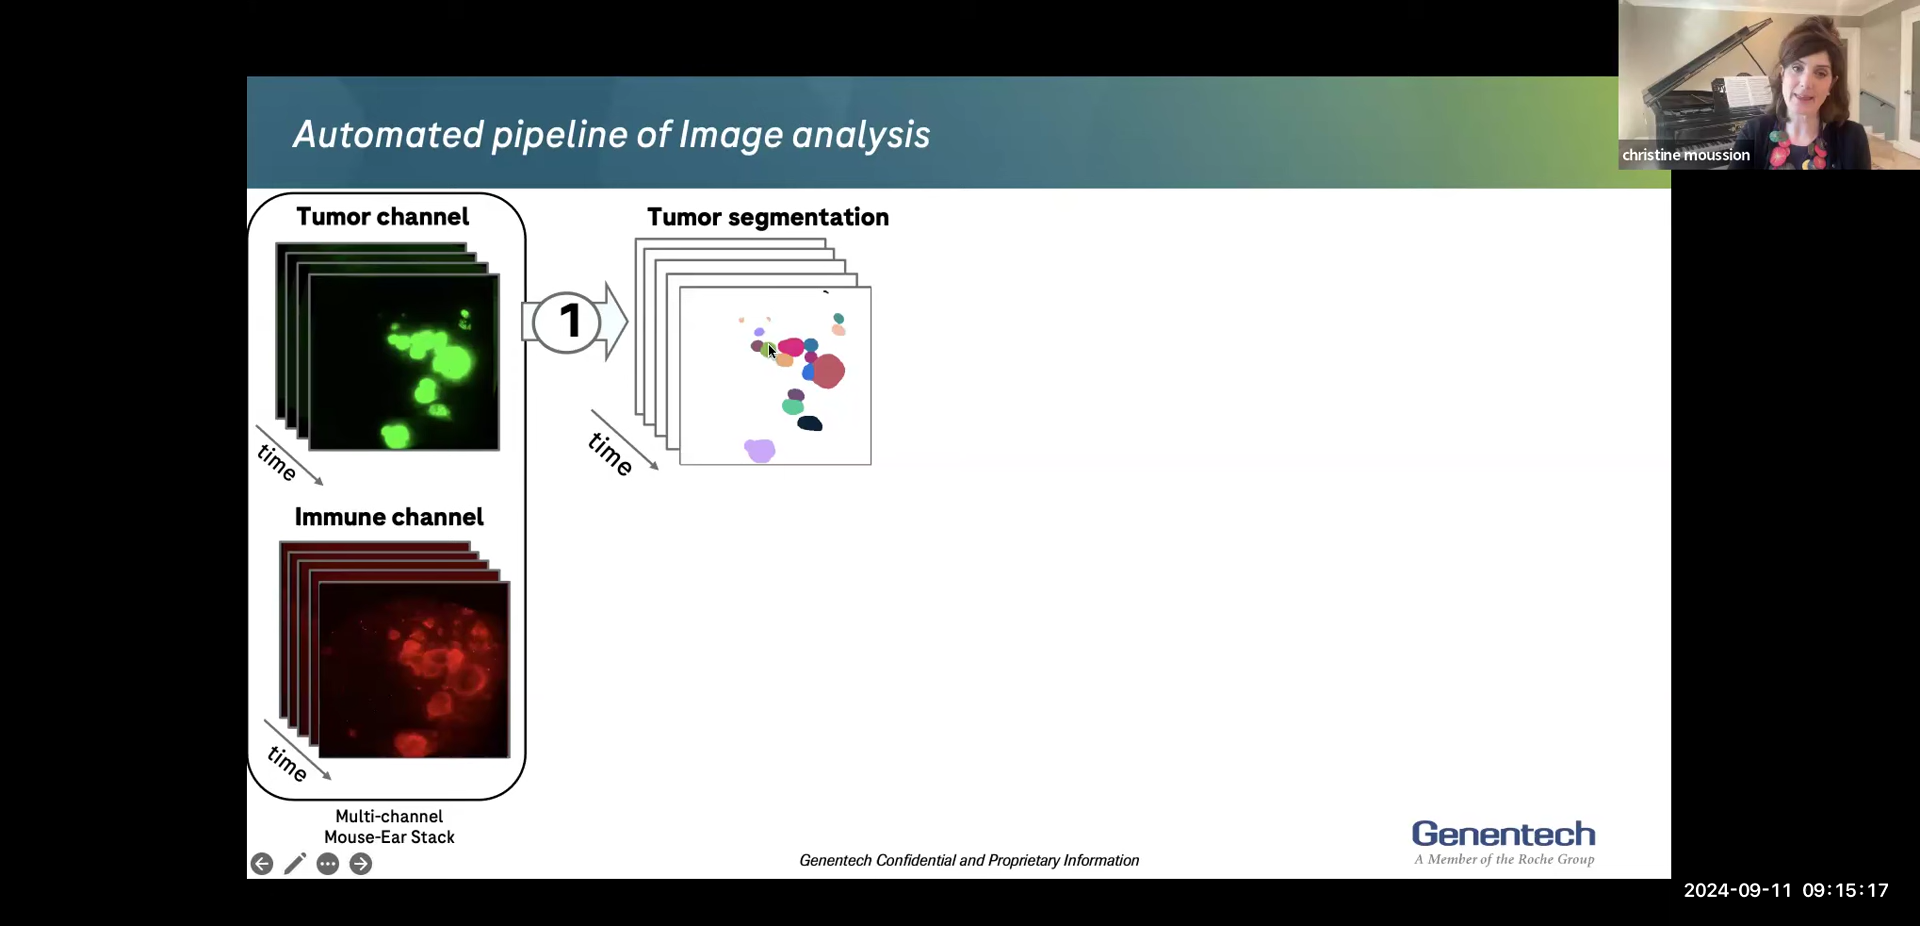 Automated pipeline of Image analysis
christine moussion
Tumor channel
Tumor segmentation
1
time
time
Immune channel
time
Multi-channel
Mouse-Ear Stack
Genentech Confidential and Proprietary Information
Genentech
A Member of the Roche Group
2024-09-11 09:15:17